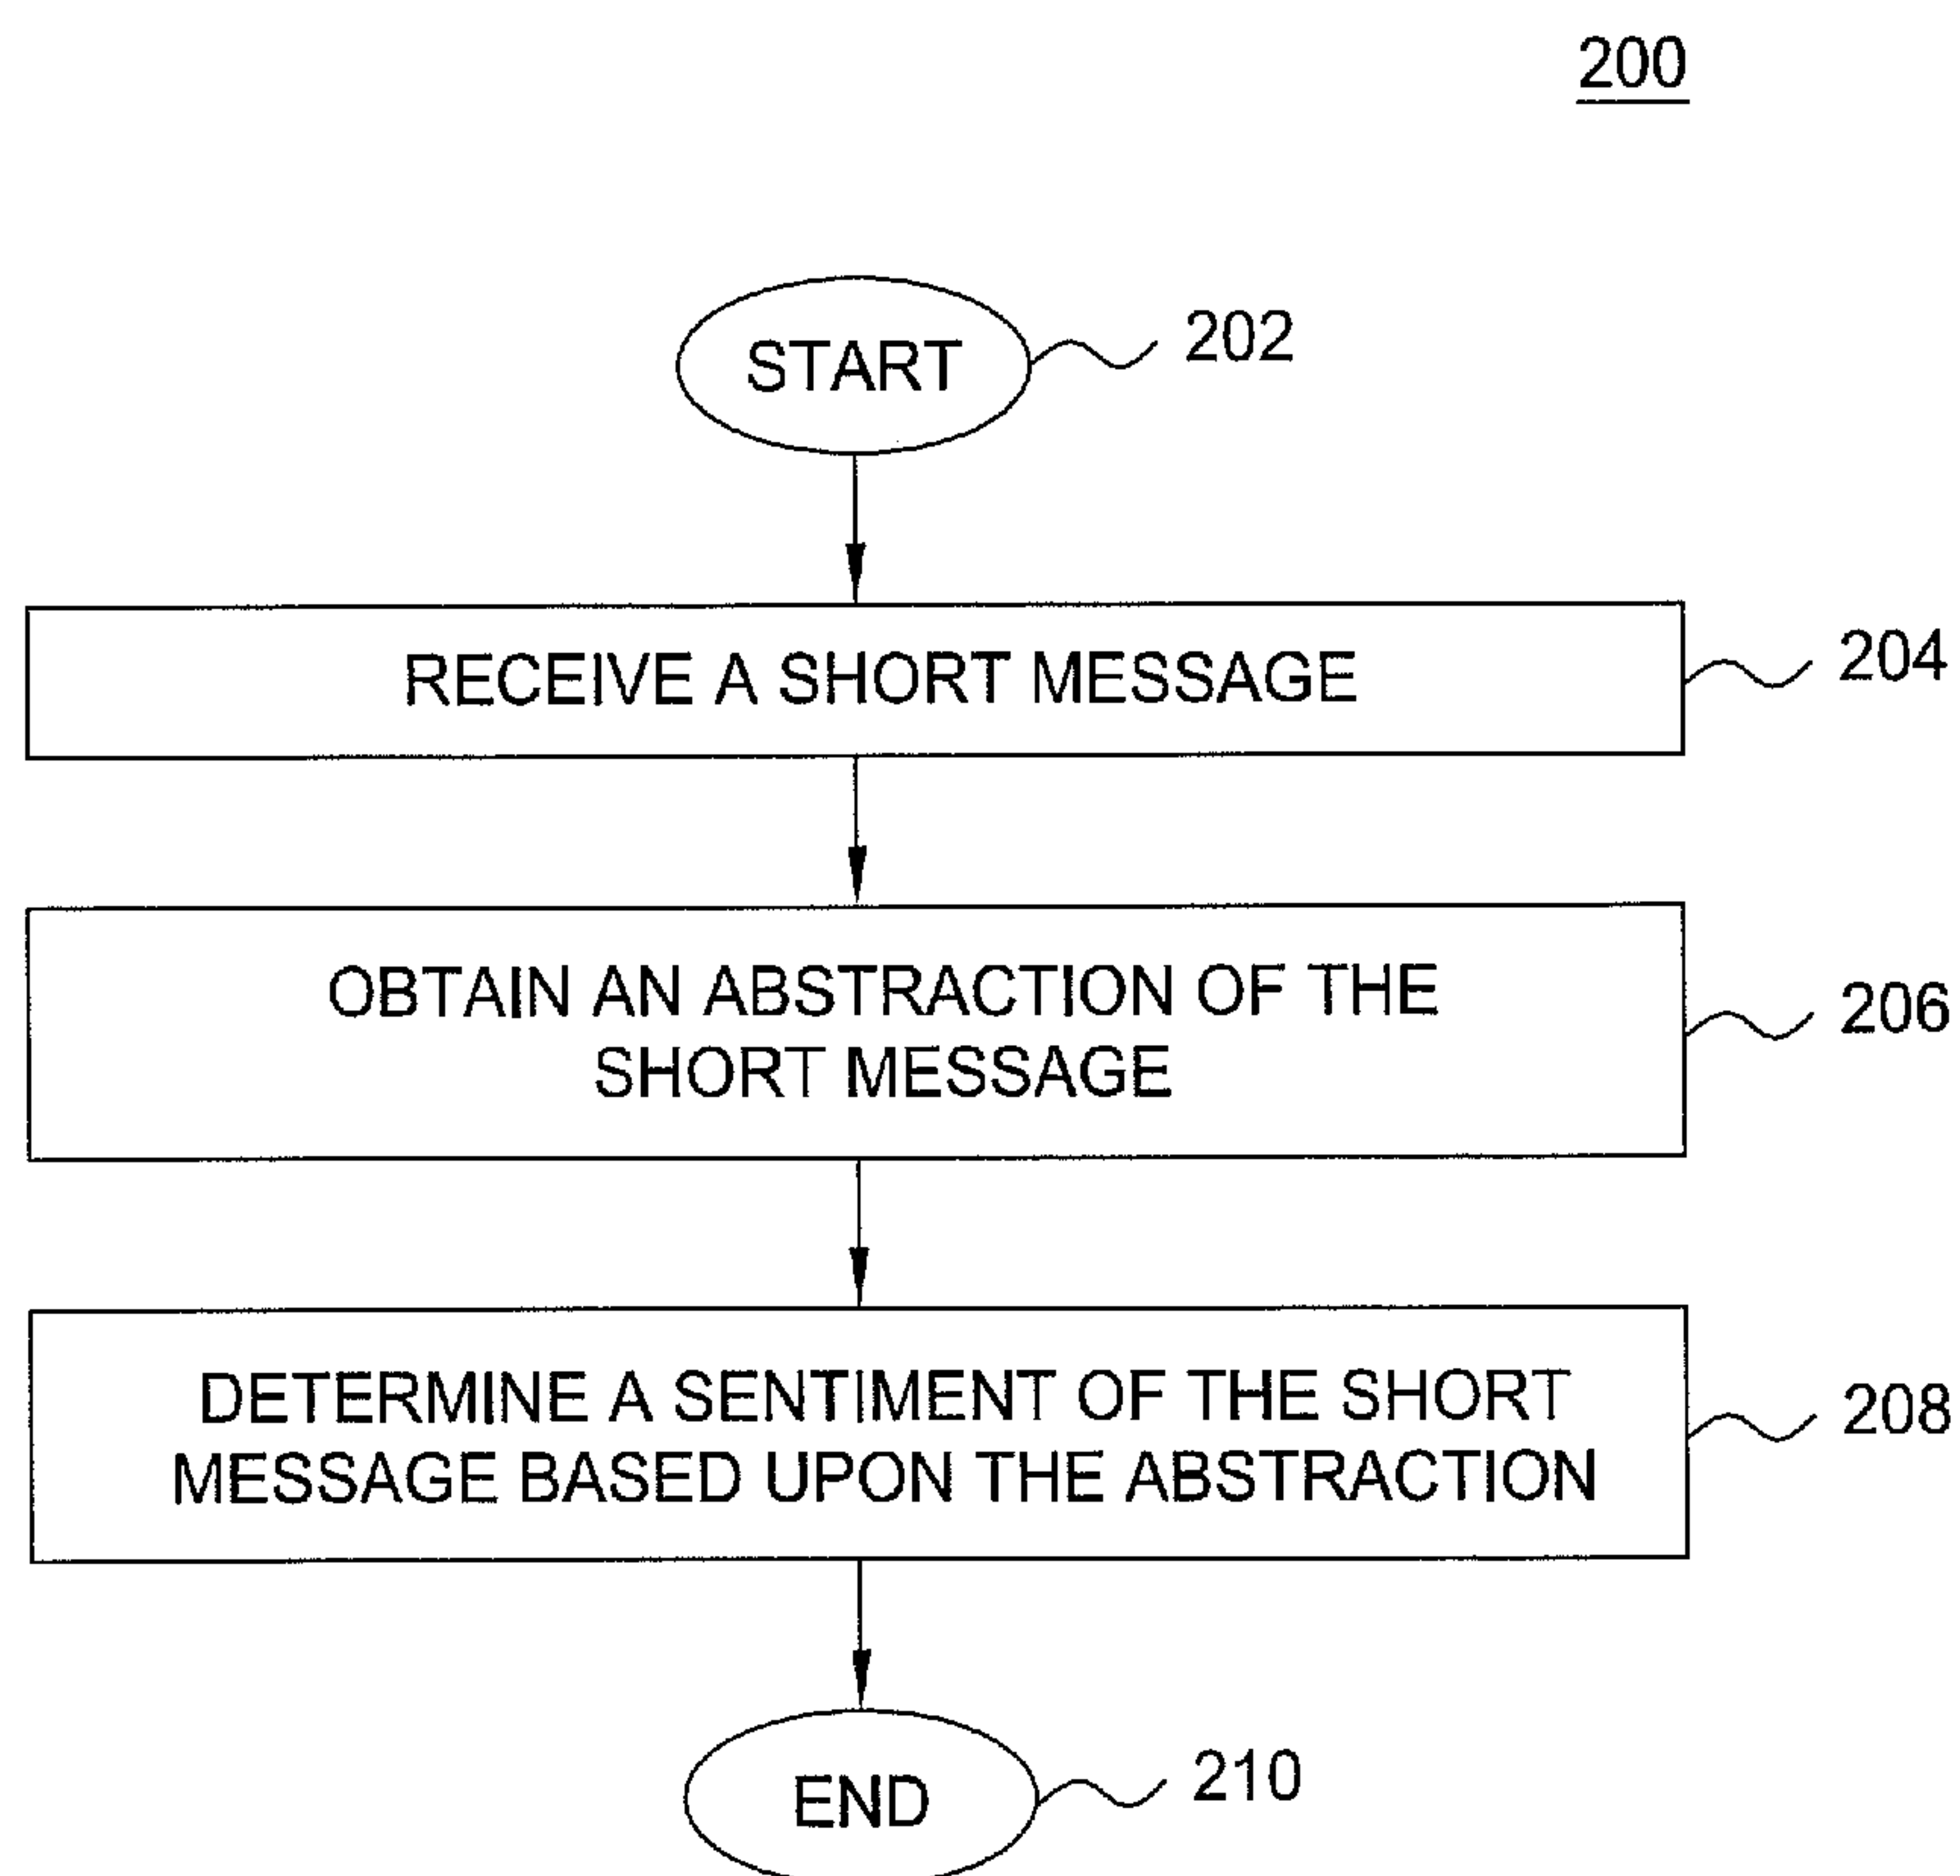 200
START
202
RECEIVE A SHORT MESSAGE
204
OBTAIN AN ABSTRACTION OF THE
SHORT MESSAGE
206
DETERMINE A SENTIMENT OF THE SHORT
MESSAGE BASED UPON THE ABSTRACTION
208
END
210